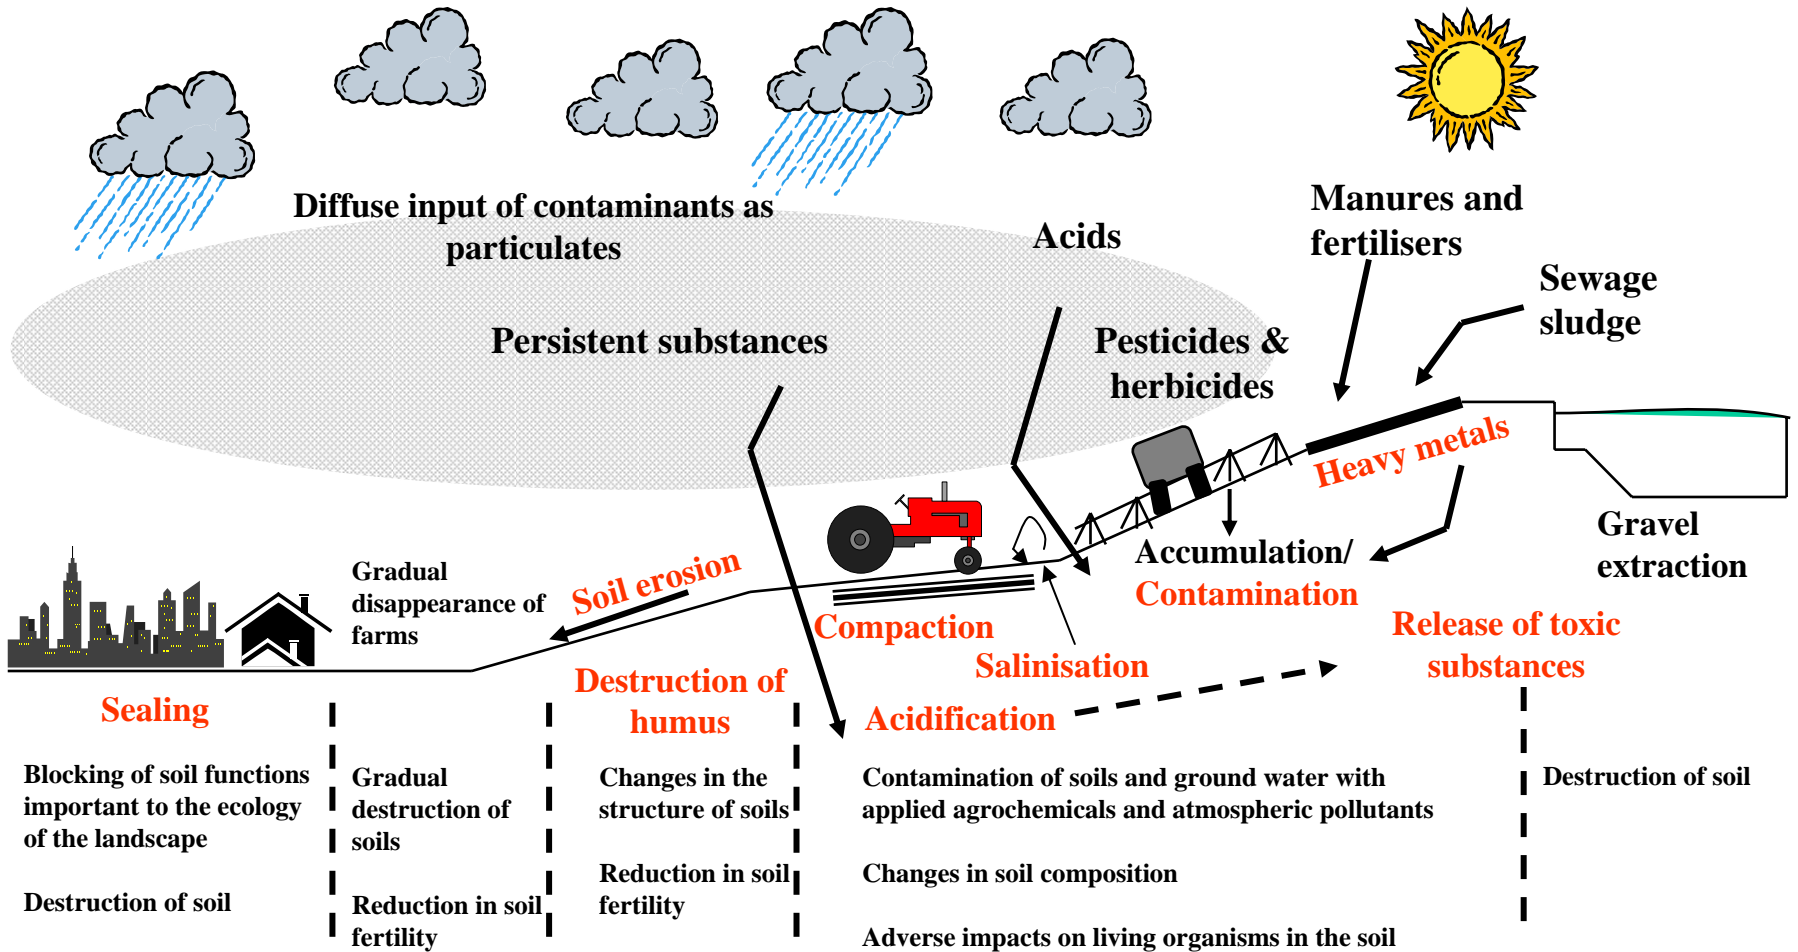 Diffuse input of contaminants as
particulates
Acids
Manures and
fertilisers
Sewage
sludge
Persistent substances
Pesticides &
herbicides
Heavy metals
Gravel
extraction
Accumulation/
Contamination
Gradual
disappearance of
farms
Soil erosion
Compaction
Salinisation
Release of toxic
substances
Sealing
Destruction of
humus
Acidification
Blocking of soil functions
important to the ecology
of the landscape
Destruction of soil
Gradual
destruction of
soils
Reduction in soil
fertility
Changes in the
structure of soils
Reduction in soil
fertility
Contamination of soils and ground water with
applied agrochemicals and atmospheric pollutants
Changes in soil composition
Adverse impacts on living organisms in the soil
Destruction of soil